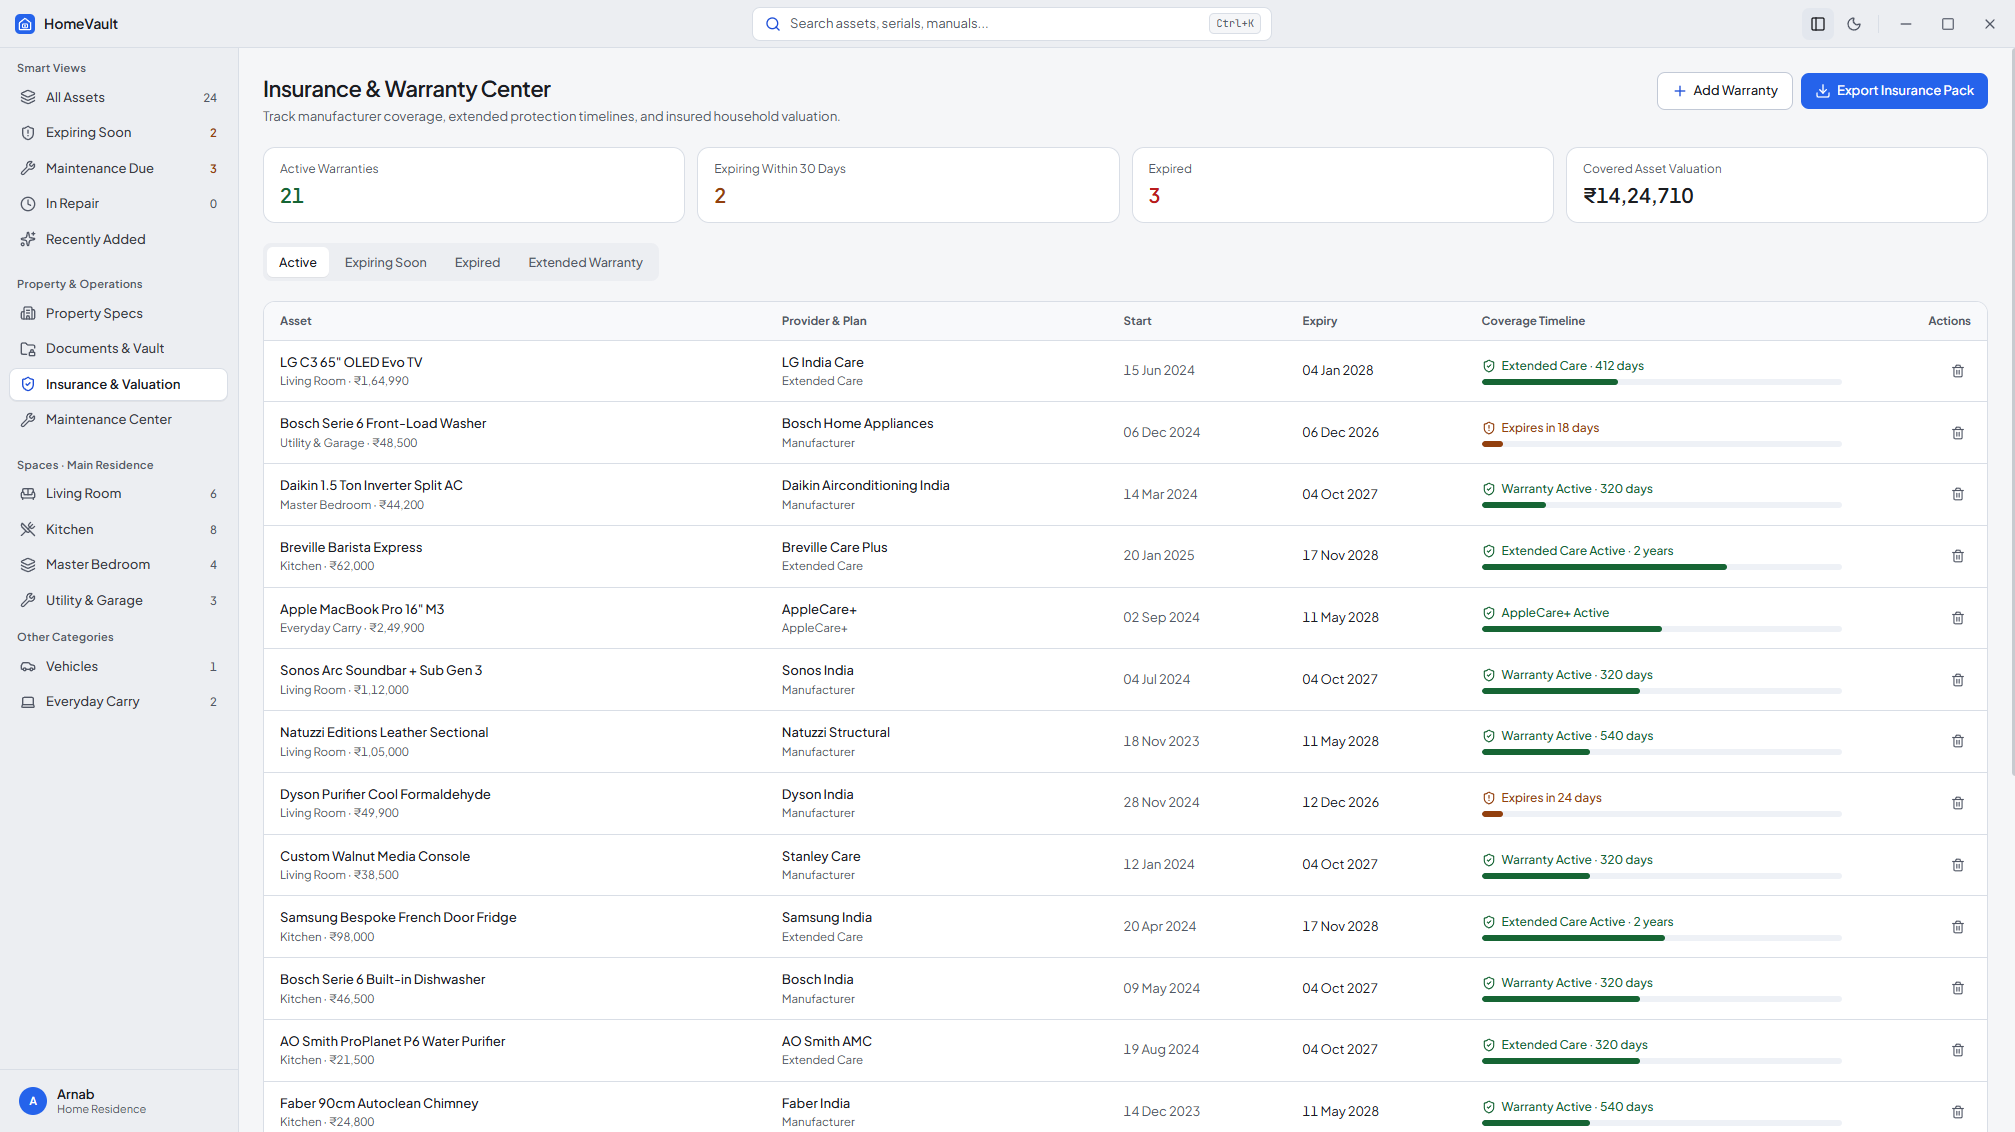 HomeVault
Search assets, serials, manuals...
Ctrl+K
Smart Views
All Assets 24
Expiring Soon 2
Maintenance Due 3
In Repair 0
Recently Added
Property & Operations
Property Specs
Documents & Vault
Insurance & Valuation
Maintenance Center
Spaces · Main Residence
Living Room 6
Kitchen 8
Master Bedroom 4
Utility & Garage 3
Other Categories
Vehicles 1
Everyday Carry 2
A
Arnab
Home Residence
Insurance & Warranty Center
Track manufacturer coverage, extended protection timelines, and insured household valuation.
Add Warranty
Export Insurance Pack
Active Warranties
21
Expiring Within 30 Days
2
Expired
3
Covered Asset Valuation
₹14,24,710
Active Expiring Soon Expired Extended Warranty
Asset Provider & Plan Start Expiry Coverage Timeline Actions
LG C3 65" OLED Evo TV
Living Room · ₹1,64,990
LG India Care
Extended Care
15 Jun 2024
04 Jan 2028
Extended Care · 412 days
Bosch Serie 6 Front-Load Washer
Utility & Garage · ₹48,500
Bosch Home Appliances
Manufacturer
06 Dec 2024
06 Dec 2026
Expires in 18 days
Daikin 1.5 Ton Inverter Split AC
Master Bedroom · ₹44,200
Daikin Airconditioning India
Manufacturer
14 Mar 2024
04 Oct 2027
Warranty Active · 320 days
Breville Barista Express
Kitchen · ₹62,000
Breville Care Plus
Extended Care
20 Jan 2025
17 Nov 2028
Extended Care Active · 2 years
Apple MacBook Pro 16" M3
Everyday Carry · ₹2,49,900
AppleCare+
AppleCare+
02 Sep 2024
11 May 2028
AppleCare+ Active
Sonos Arc Soundbar + Sub Gen 3
Living Room · ₹1,12,000
Sonos India
Manufacturer
04 Jul 2024
04 Oct 2027
Warranty Active · 320 days
Natuzzi Editions Leather Sectional
Living Room · ₹1,05,000
Natuzzi Structural
Manufacturer
18 Nov 2023
11 May 2028
Warranty Active · 540 days
Dyson Purifier Cool Formaldehyde
Living Room · ₹49,900
Dyson India
Manufacturer
28 Nov 2024
12 Dec 2026
Expires in 24 days
Custom Walnut Media Console
Living Room · ₹38,500
Stanley Care
Manufacturer
12 Jan 2024
04 Oct 2027
Warranty Active · 320 days
Samsung Bespoke French Door Fridge
Kitchen · ₹98,000
Samsung India
Extended Care
20 Apr 2024
17 Nov 2028
Extended Care Active · 2 years
Bosch Serie 6 Built-in Dishwasher
Kitchen · ₹46,500
Bosch India
Manufacturer
09 May 2024
04 Oct 2027
Warranty Active · 320 days
AO Smith ProPlanet P6 Water Purifier
Kitchen · ₹21,500
AO Smith AMC
Extended Care
19 Aug 2024
04 Oct 2027
Extended Care · 320 days
Faber 90cm Autoclean Chimney
Kitchen · ₹24,800
Faber India
Manufacturer
14 Dec 2023
11 May 2028
Warranty Active · 540 days